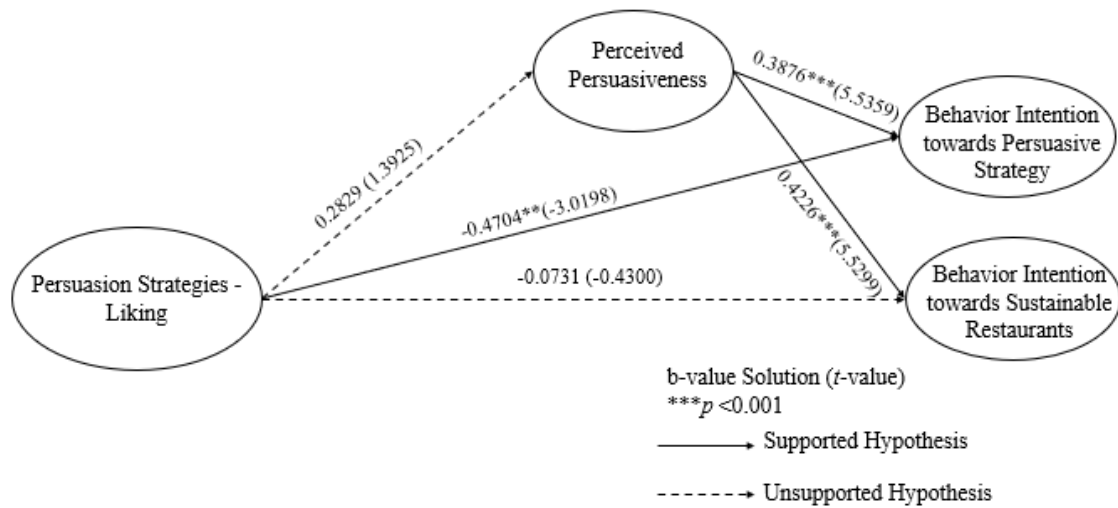 Perceived
Persuasiveness
0.3876***(5.5359)
Behavior Intention
towards Persuasive
Strategy
0.2829 (1.3925)
-0.4704**(-3.0198)
0.4226***(5.5299)
Persuasion Strategies -
Liking
-0.0731 (-0.4300)
Behavior Intention
towards Sustainable
Restaurants
b-value Solution (t-value)
***p <0.001
Supported Hypothesis
Unsupported Hypothesis